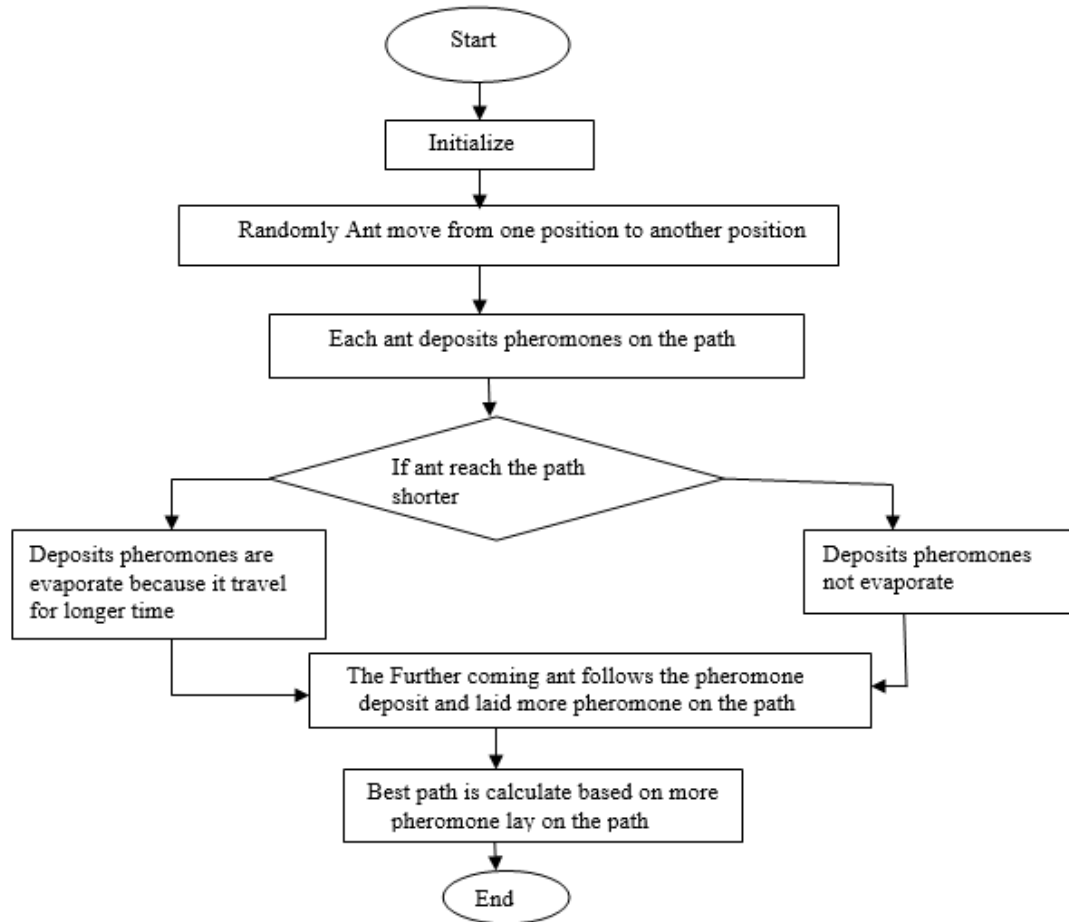 Start
Initialize
Randomly Ant move from one position to another position
Each ant deposits pheromones on the path
If ant reach the path
shorter
Deposits pheromones are
evaporate because it travel
for longer time
Deposits pheromones
not evaporate
The Further coming ant follows the pheromone
deposit and laid more pheromone on the path
Best path is calculate based on more
pheromone lay on the path
End